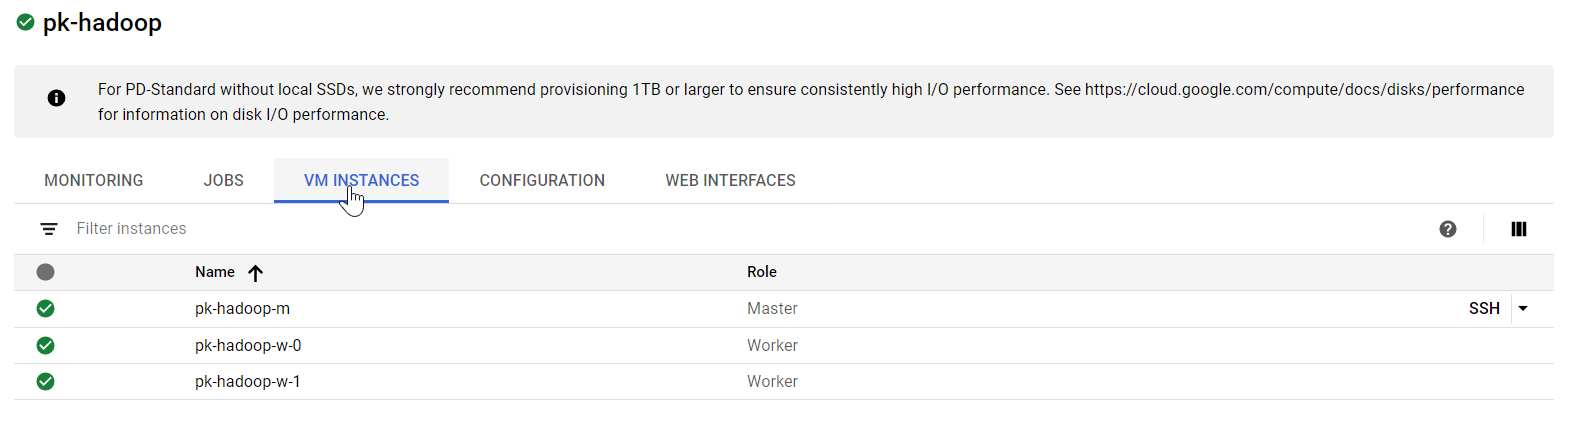 pk-hadoop
For PD-Standard without local SSDs, we strongly recommend provisioning 1TB or larger to ensure consistently high I/O performance. See https://cloud.google.com/compute/docs/disks/performance
for information on disk I/O performance.
MONITORING JOBS VM INSTANCES CONFIGURATION WEB INTERFACES
Filter instances
Name Role
pk-hadoop-m Master SSH
pk-hadoop-w-0 Worker
pk-hadoop-w-1 Worker